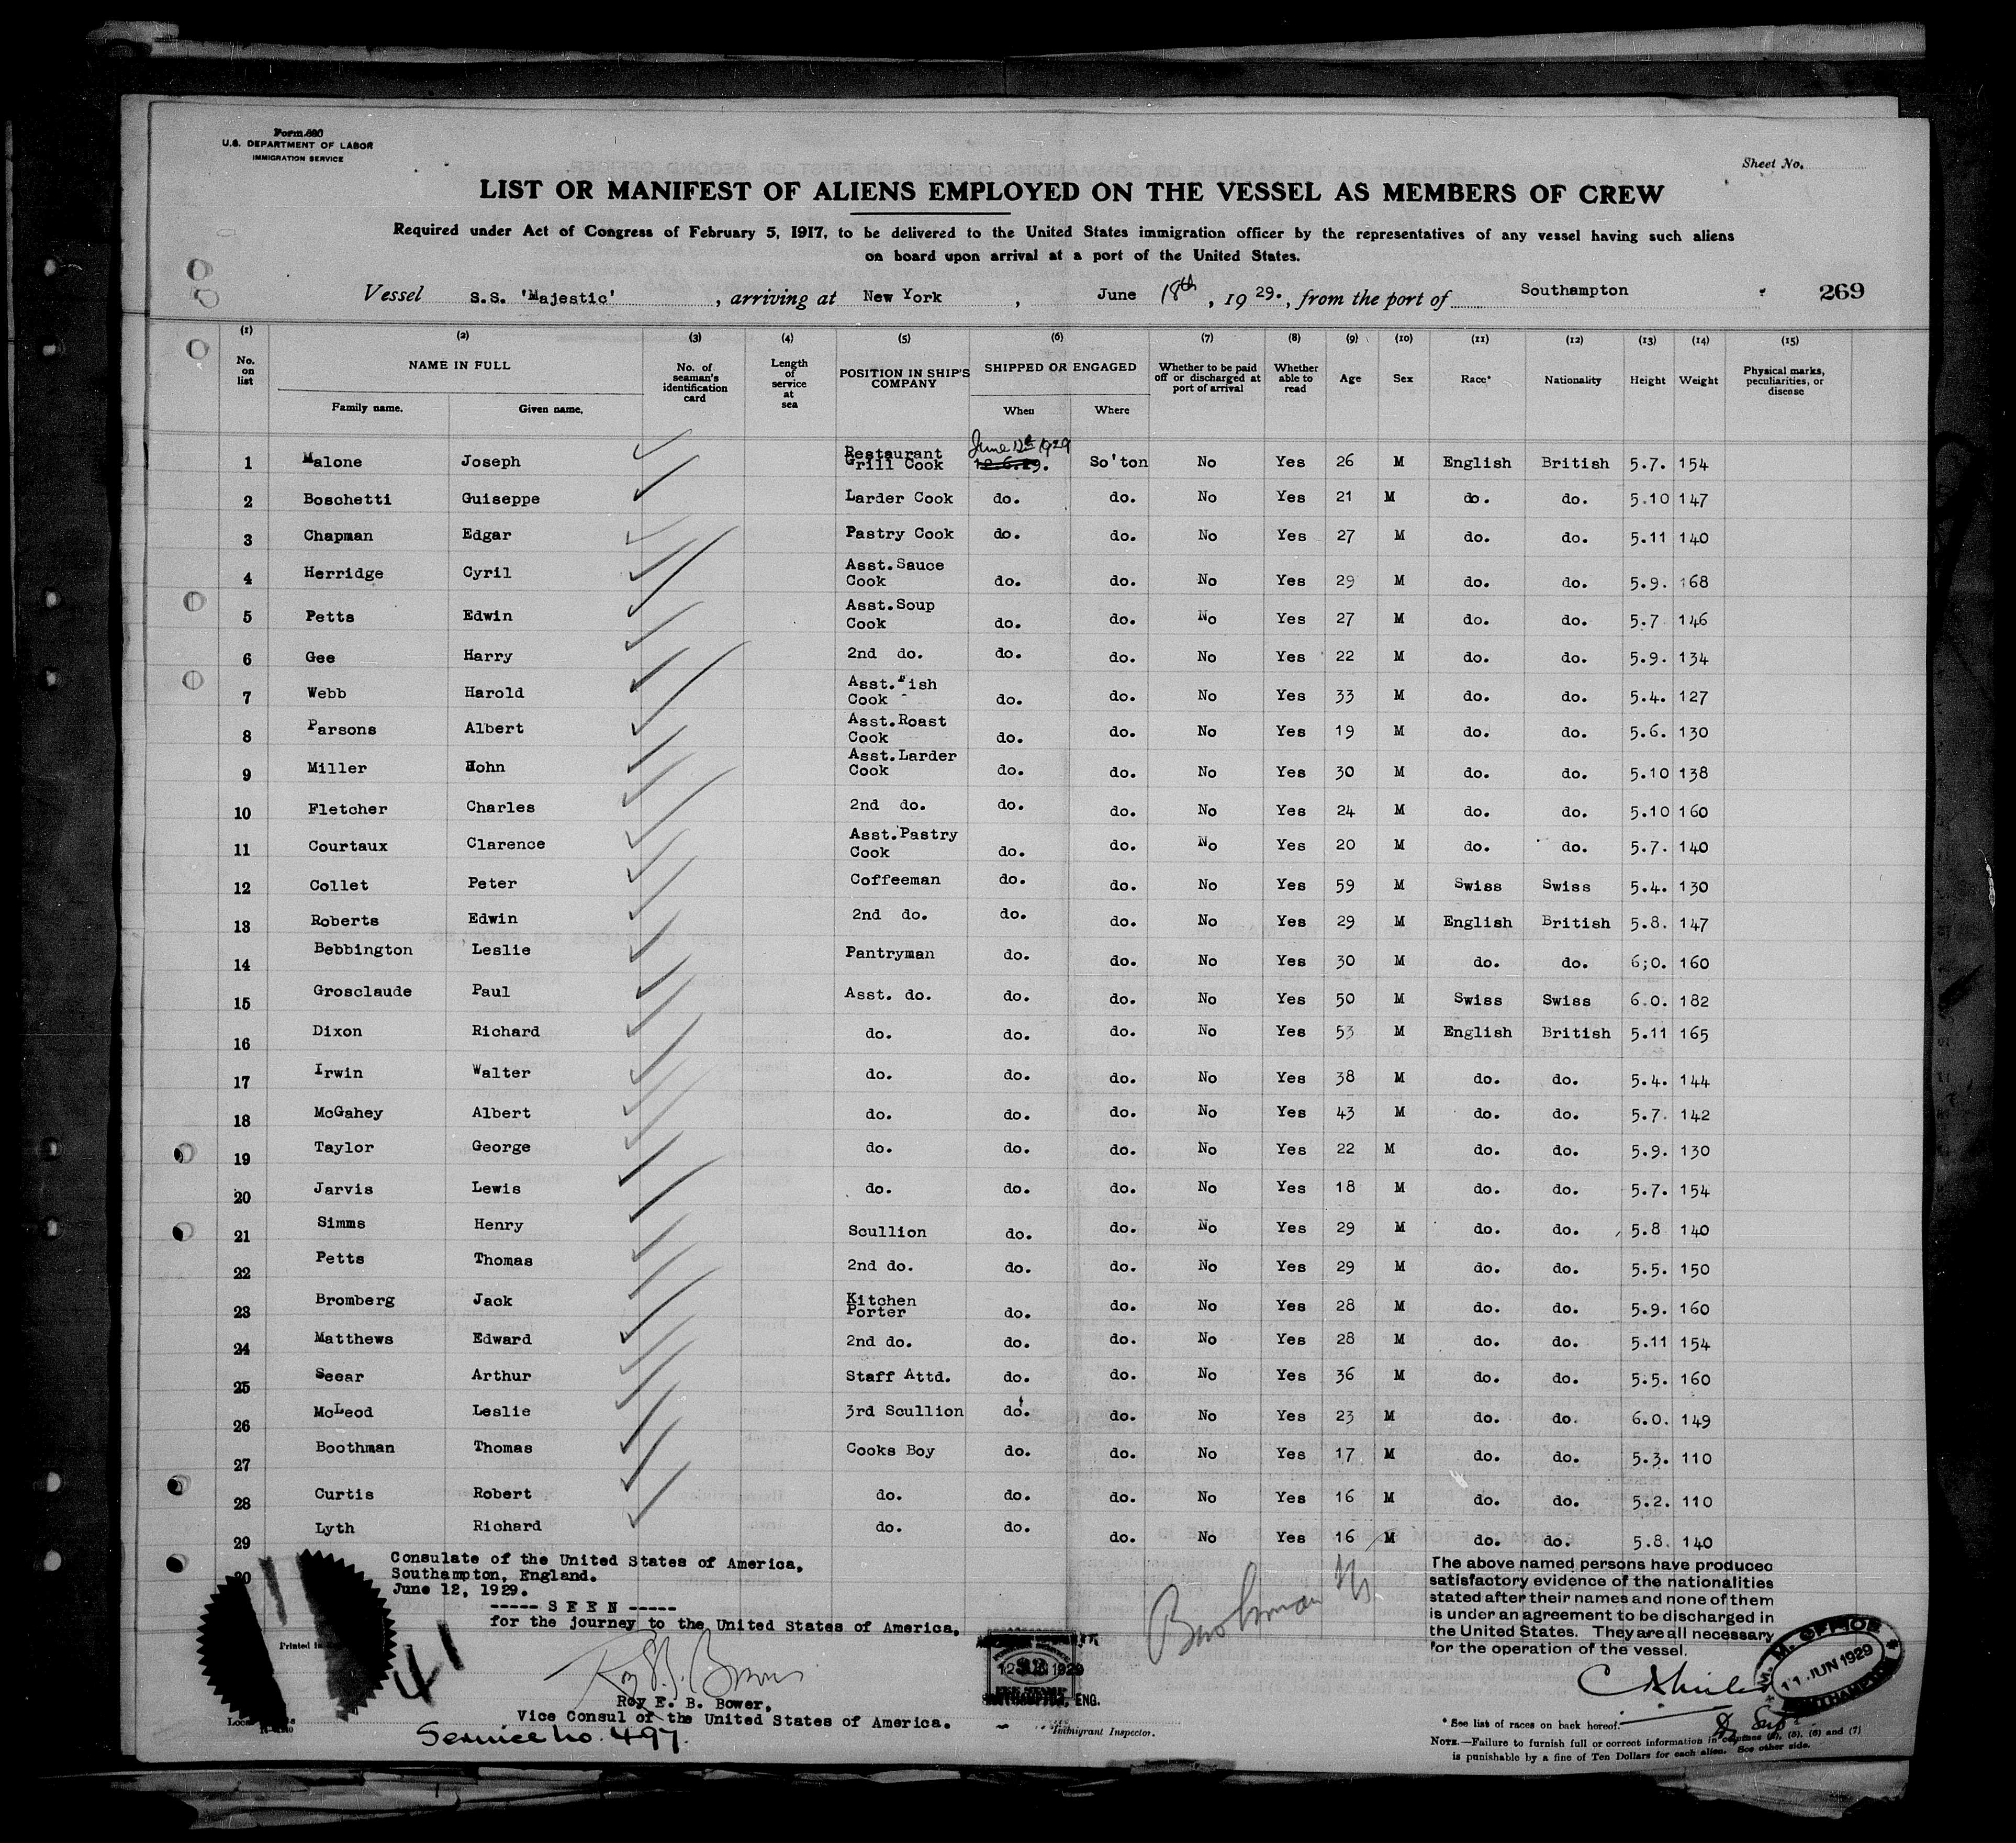 Form 680
U.S. DEPARTMENT OF LABOR
IMMIGRATION SERVICE
Sheet No.
LIST OR MANIFEST OF ALIENS EMPLOYED ON THE VESSEL AS MEMBERS OF CREW
Required under Act of Congress of February 5, 1917, to be delivered to the United States immigration officer by the representatives of any vessel having such aliens
on board upon arrival at a port of the United States.
Vessel S.S. 'Majestic', arriving at New York, June 18th, 1929., from the port of Southampton 269
(1) (2) (3) (4) (5) (6) (7) (8) (9) (10) (11) (12) (13) (14) (15)
No. on list NAME IN FULL Family name. Given name. No. of seaman's identification card Length of service at sea POSITION IN SHIP'S COMPANY SHIPPED OR ENGAGED When Where Whether to be paid off or discharged at port of arrival Whether able to read Age Sex Race* Nationality Height Weight Physical marks, peculiarities, or disease
1 Malone Joseph Restaurant Grill Cook June 12th 1929 12.6.29. So'ton No Yes 26 M English British 5.7. 154
2 Boschetti Guiseppe Larder Cook do. do. No Yes 21 M do. do. 5.10 147
3 Chapman Edgar Pastry Cook do. do. No Yes 27 M do. do. 5.11 140
4 Herridge Cyril Asst.Sauce Cook do. do. No Yes 29 M do. do. 5.9. 168
5 Petts Edwin Asst.Soup Cook do. do. No Yes 27 M do. do. 5.7 146
6 Gee Harry 2nd do. do. do. No Yes 22 M do. do. 5.9. 134
7 Webb Harold Asst.Fish Cook do. do. No Yes 33 M do. do. 5.4. 127
8 Parsons Albert Asst.Roast Cook do. do. No Yes 19 M do. do. 5.6. 130
9 Miller John Asst.Larder Cook do. do. No Yes 30 M do. do. 5.10 138
10 Fletcher Charles 2nd do. do. do. No Yes 24 M do. do. 5.10 160
11 Courtaux Clarence Asst.Pastry Cook do. do. No Yes 20 M do. do. 5.7. 140
12 Collet Peter Coffeeman do. do. No Yes 59 M Swiss Swiss 5.4. 130
13 Roberts Edwin 2nd do. do. do. No Yes 29 M English British 5.8. 147
14 Bebbington Leslie Pantryman do. do. No Yes 30 M do. do. 6;0. 160
15 Grosclaude Paul Asst. do. do. do. No Yes 50 M Swiss Swiss 6.0. 182
16 Dixon Richard do. do. do. No Yes 53 M English British 5.11 165
17 Irwin Walter do. do. do. No Yes 38 M do. do. 5.4. 144
18 McGahey Albert do. do. do. No Yes 43 M do. do. 5.7. 142
19 Taylor George do. do. do. No Yes 22 M do. do. 5.9. 130
20 Jarvis Lewis do. do. do. No Yes 18 M do. do. 5.7. 154
21 Simms Henry Scullion do. do. No Yes 29 M do. do. 5.8 140
22 Petts Thomas 2nd do. do. do. No Yes 29 M do. do. 5.5. 150
23 Bromberg Jack Kitchen Porter do. do. No Yes 28 M do. do. 5.9. 160
24 Matthews Edward 2nd do. do. do. No Yes 28 M do. do. 5.11 154
25 Seear Arthur Staff Attd. do. do. No Yes 36 M do. do. 5.5. 160
26 McLeod Leslie 3rd Scullion do. do. No Yes 23 M do. do. 6.0. 149
27 Boothman Thomas Cooks Boy do. do. No Yes 17 M do. do. 5.3. 110
28 Curtis Robert do. do. do. No Yes 16 M do. do. 5.2. 110
29 Lyth Richard do. do. do. No Yes 16 M do. do. 5.8. 140
30
Consulate of the United States of America,
Southampton, England.
June 12, 1929.
----- S E E N -----
for the journey to the United States of America.
Roy E. B. Bower
Roy E. B. Bower,
Vice Consul of the United States of America.
Service No. 497.
41
12 JUN 1929
SOUTHAMPTON, ENG.
Immigrant Inspector.
The above named persons have produced
satisfactory evidence of the nationalities
stated after their names and none of them
is under an agreement to be discharged in
the United States. They are all necessary
for the operation of the vessel.
M. M. OFFICE
11 JUN 1929
SOUTHAMPTON
* See list of races on back hereof.
NOTE.—Failure to furnish full or correct information in columns (2), (5), (6) and (7)
is punishable by a fine of Ten Dollars for each alien. See other side.